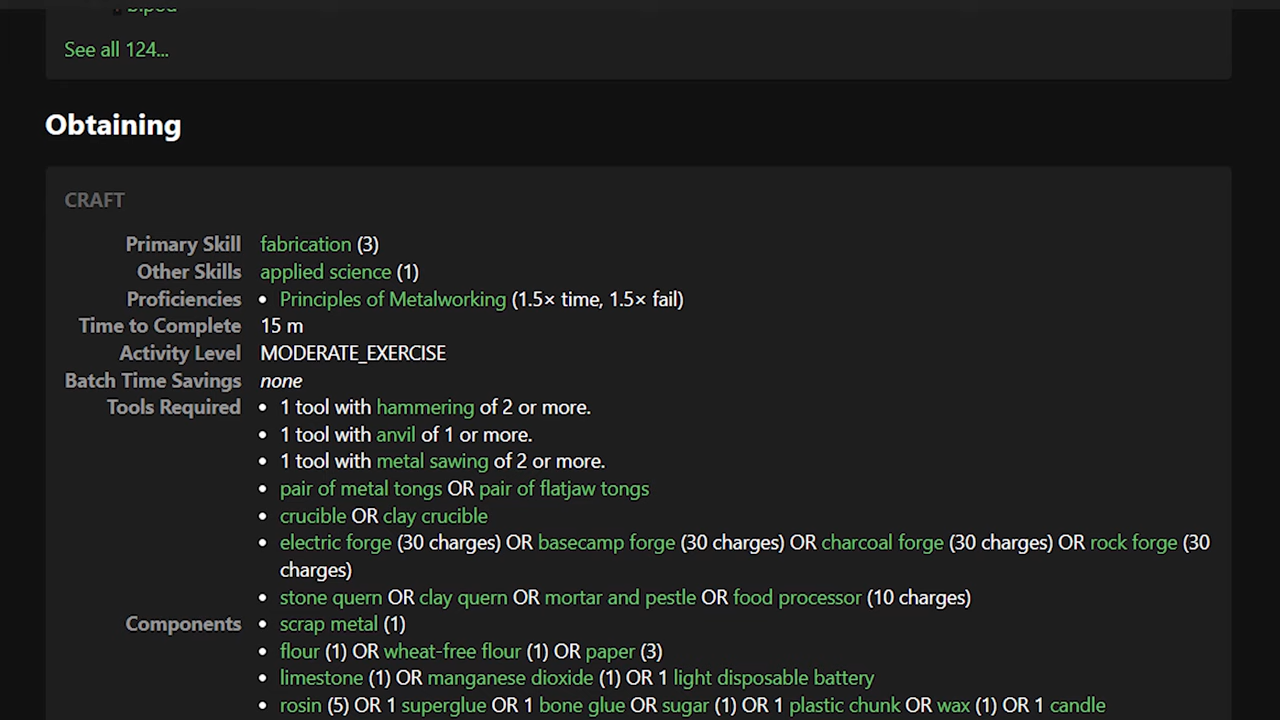 bipod
See all 124...
Obtaining
CRAFT
Primary Skill fabrication (3)
Other Skills applied science (1)
Proficiencies • Principles of Metalworking (1.5× time, 1.5× fail)
Time to Complete 15 m
Activity Level MODERATE_EXERCISE
Batch Time Savings none
Tools Required • 1 tool with hammering of 2 or more.
• 1 tool with anvil of 1 or more.
• 1 tool with metal sawing of 2 or more.
• pair of metal tongs OR pair of flatjaw tongs
• crucible OR clay crucible
• electric forge (30 charges) OR basecamp forge (30 charges) OR charcoal forge (30 charges) OR rock forge (30
charges)
• stone quern OR clay quern OR mortar and pestle OR food processor (10 charges)
Components • scrap metal (1)
• flour (1) OR wheat-free flour (1) OR paper (3)
• limestone (1) OR manganese dioxide (1) OR 1 light disposable battery
• rosin (5) OR 1 superglue OR 1 bone glue OR sugar (1) OR 1 plastic chunk OR wax (1) OR 1 candle